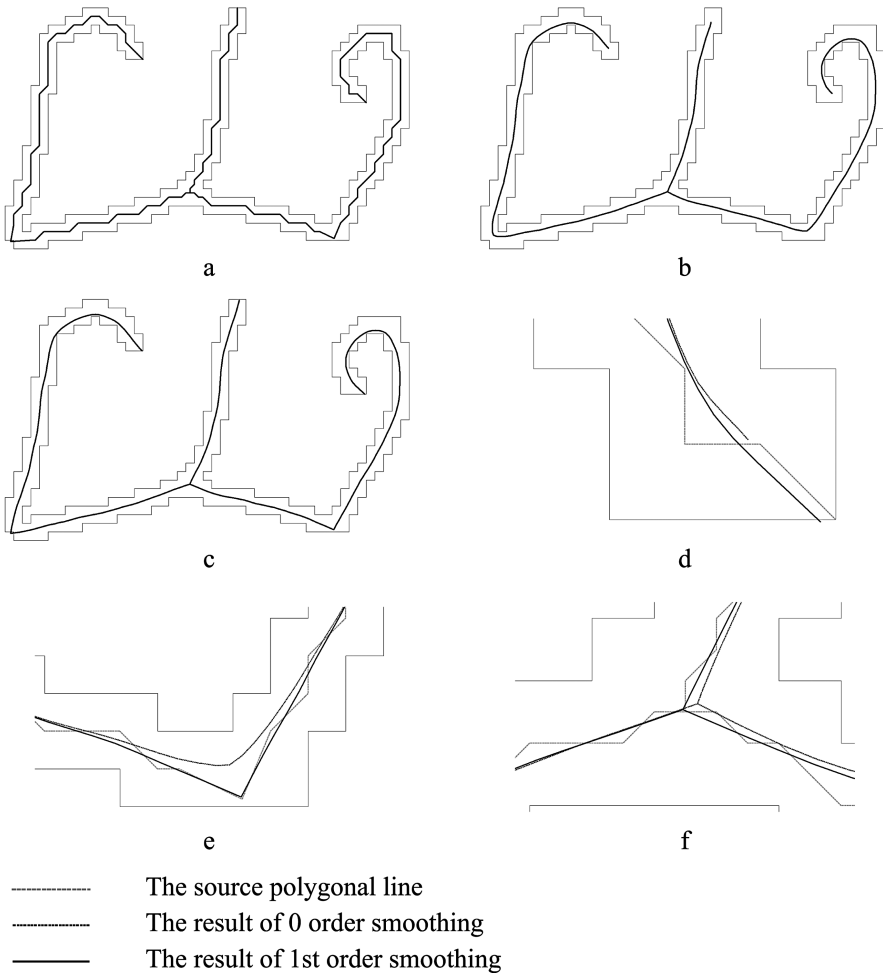 a
b
c
d
e
f
The source polygonal line
The result of 0 order smoothing
The result of 1st order smoothing